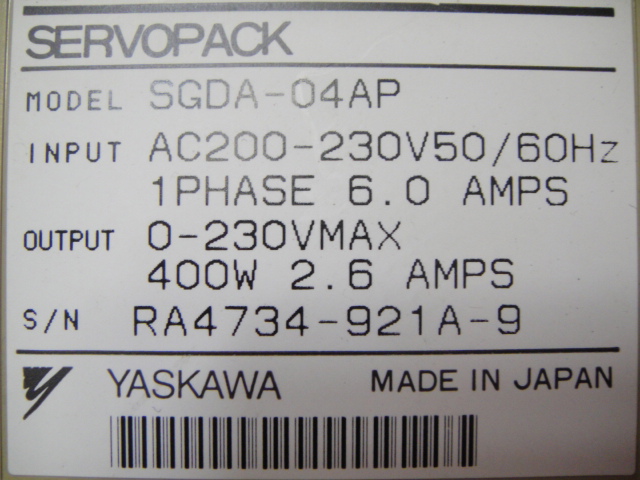 SERVOPACK
MODEL SGDA-04AP
INPUT AC200-230V50/60Hz
1PHASE 6.0 AMPS
OUTPUT 0-230VMAX
400W 2.6 AMPS
S/N RA4734-921A-9
YASKAWA MADE IN JAPAN